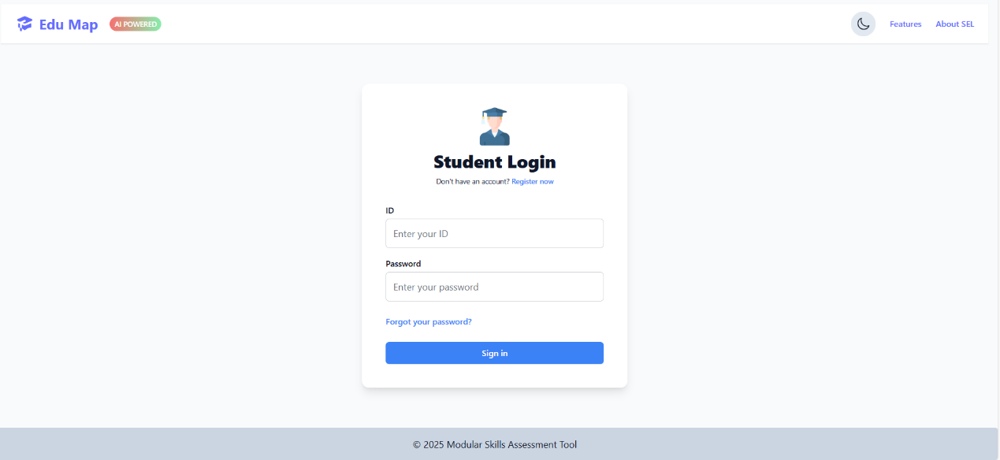 Edu Map AI POWERED Features About SEL
Student Login
Don't have an account? Register now
ID
Enter your ID
Password
Enter your password
Forgot your password?
Sign in
© 2025 Modular Skills Assessment Tool